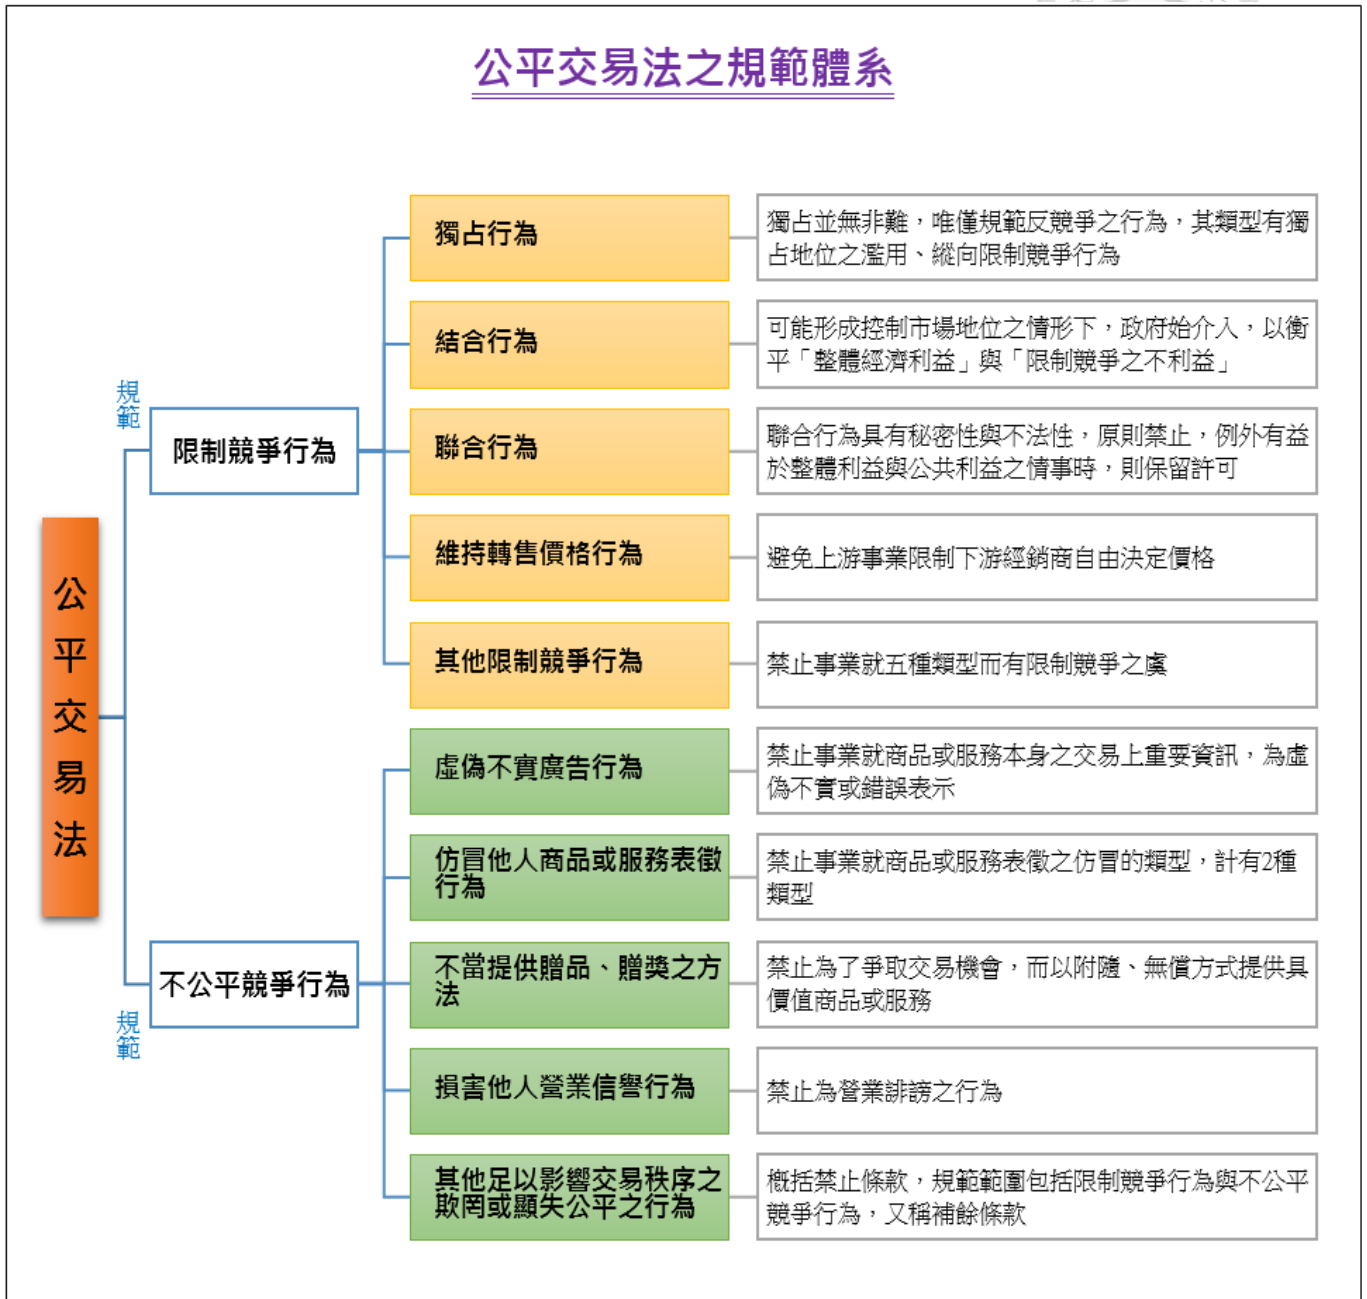 公平交易法之規範體系
公平交易法
規範
限制競爭行為
獨占行為
獨占並無非難，唯僅規範反競爭之行為，其類型有獨
占地位之濫用、縱向限制競爭行為
結合行為
可能形成控制市場地位之情形下，政府始介入，以衡
平「整體經濟利益」與「限制競爭之不利益」
聯合行為
聯合行為具有秘密性與不法性，原則禁止，例外有益
於整體利益與公共利益之情事時，則保留許可
維持轉售價格行為
避免上游事業限制下游經銷商自由決定價格
其他限制競爭行為
禁止事業就五種類型而有限制競爭之虞
不公平競爭行為
規範
虛偽不實廣告行為
禁止事業就商品或服務本身之交易上重要資訊，為虛
偽不實或錯誤表示
仿冒他人商品或服務表徵
行為
禁止事業就商品或服務表徵之仿冒的類型，計有2種
類型
不當提供贈品、贈獎之方
法
禁止為了爭取交易機會，而以附隨、無償方式提供具
價值商品或服務
損害他人營業信譽行為
禁止為營業誹謗之行為
其他足以影響交易秩序之
欺罔或顯失公平之行為
概括禁止條款，規範範圍包括限制競爭行為與不公平
競爭行為，又稱補餘條款